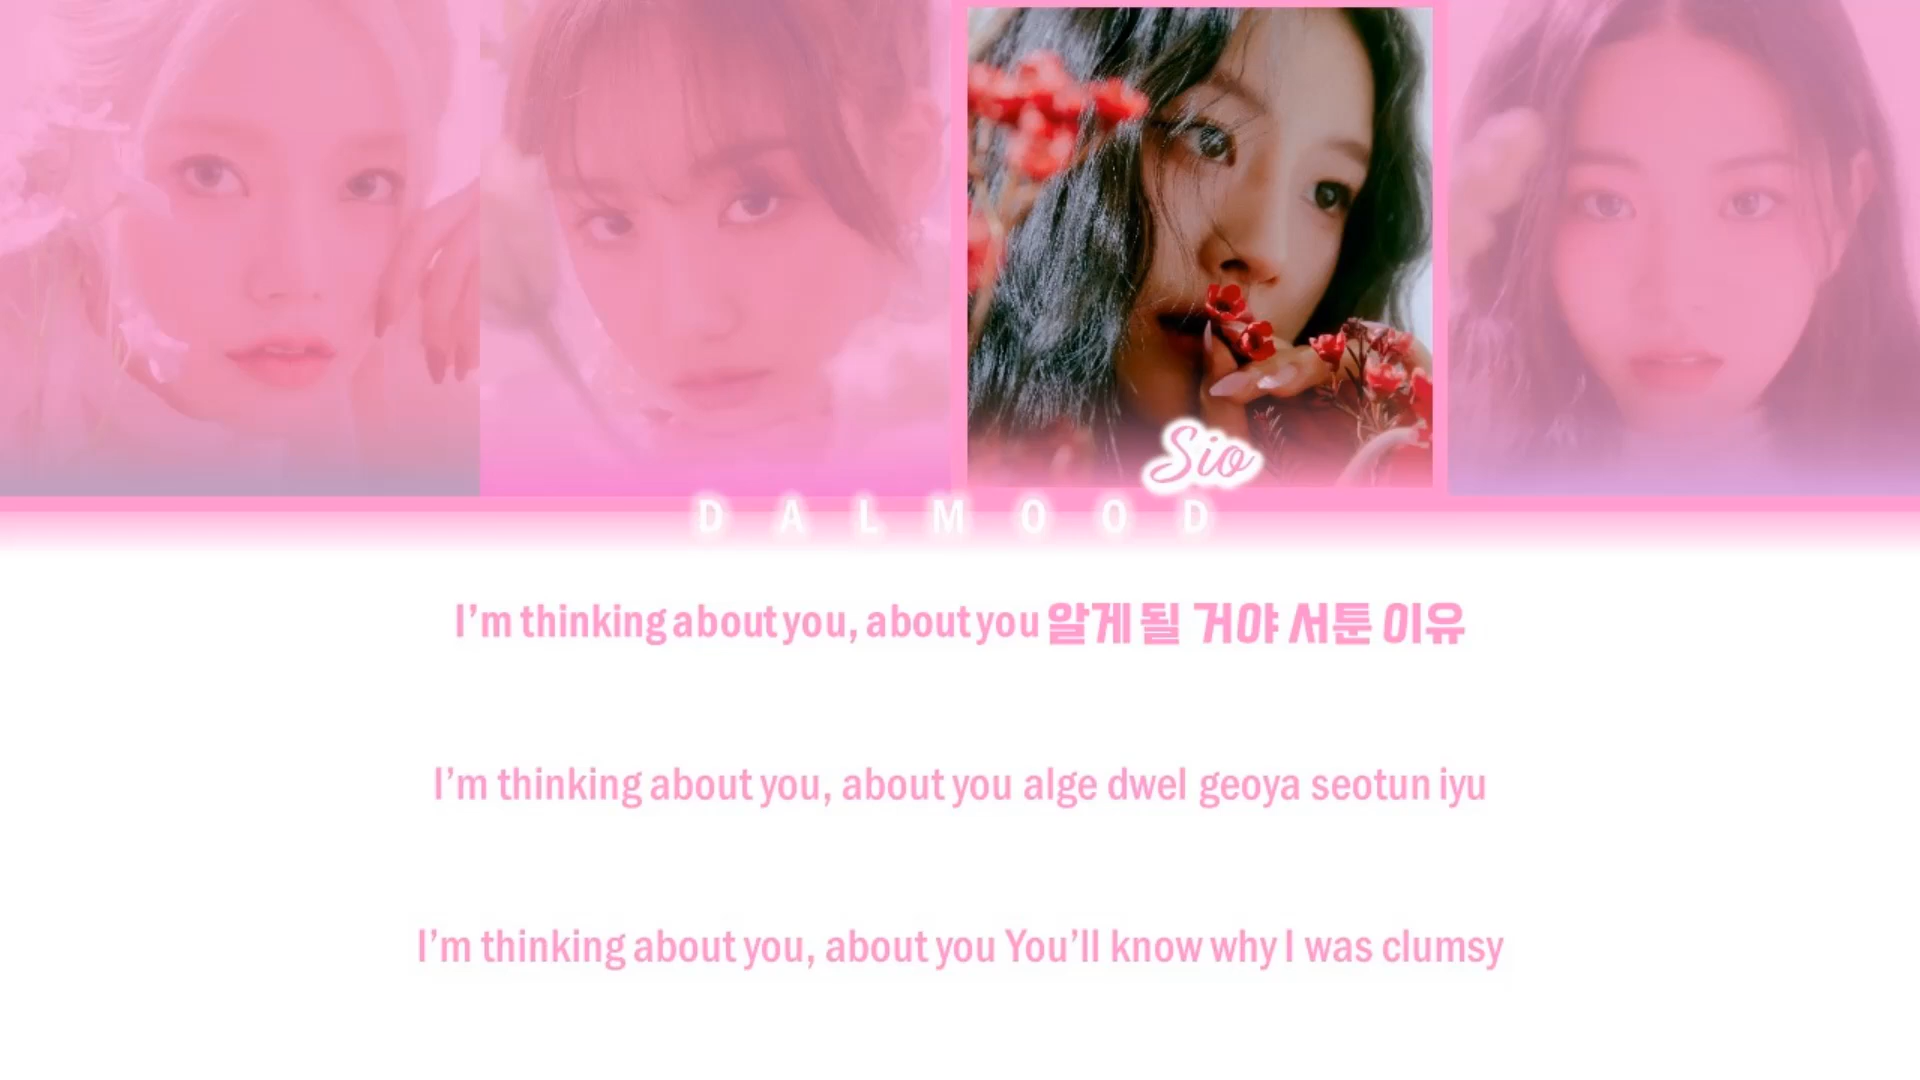 Sio
DALMOOD
I'm thinking about you, about you 알게 될 거야 서툰 이유
I'm thinking about you, about you alge dwel geoya seotun iyu
I'm thinking about you, about you You'll know why I was clumsy